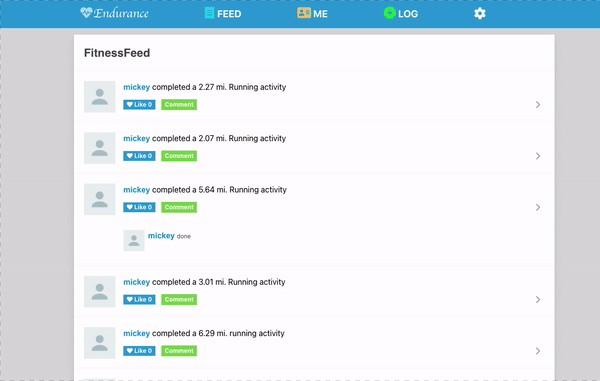 Endurance FEED ME LOG
FitnessFeed
mickey completed a 2.27 mi. Running activity
Like 0 Comment
mickey completed a 2.07 mi. Running activity
Like 0 Comment
mickey completed a 5.64 mi. Running activity
Like 0 Comment
mickey done
mickey completed a 3.01 mi. Running activity
Like 0 Comment
mickey completed a 6.29 mi. running activity
Like 0 Comment